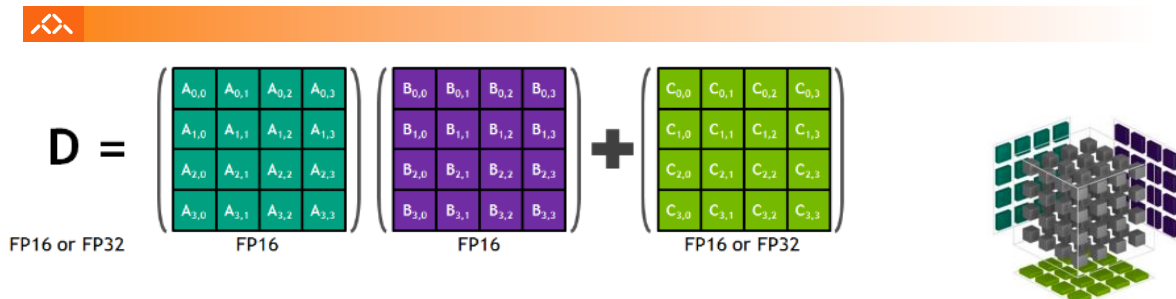 A0,0 A0,1 A0,2 A0,3 B0,0 B0,1 B0,2 B0,3 C0,0 C0,1 C0,2 C0,3
A1,0 A1,1 A1,2 A1,3 B1,0 B1,1 B1,2 B1,3 C1,0 C1,1 C1,2 C1,3
D =
A2,0 A2,1 A2,2 A2,3 B2,0 B2,1 B2,2 B2,3 C2,0 C2,1 C2,2 C2,3
A3,0 A3,1 A3,2 A3,3 B3,0 B3,1 B3,2 B3,3 C3,0 C3,1 C3,2 C3,3
FP16 or FP32 FP16 FP16 FP16 or FP32